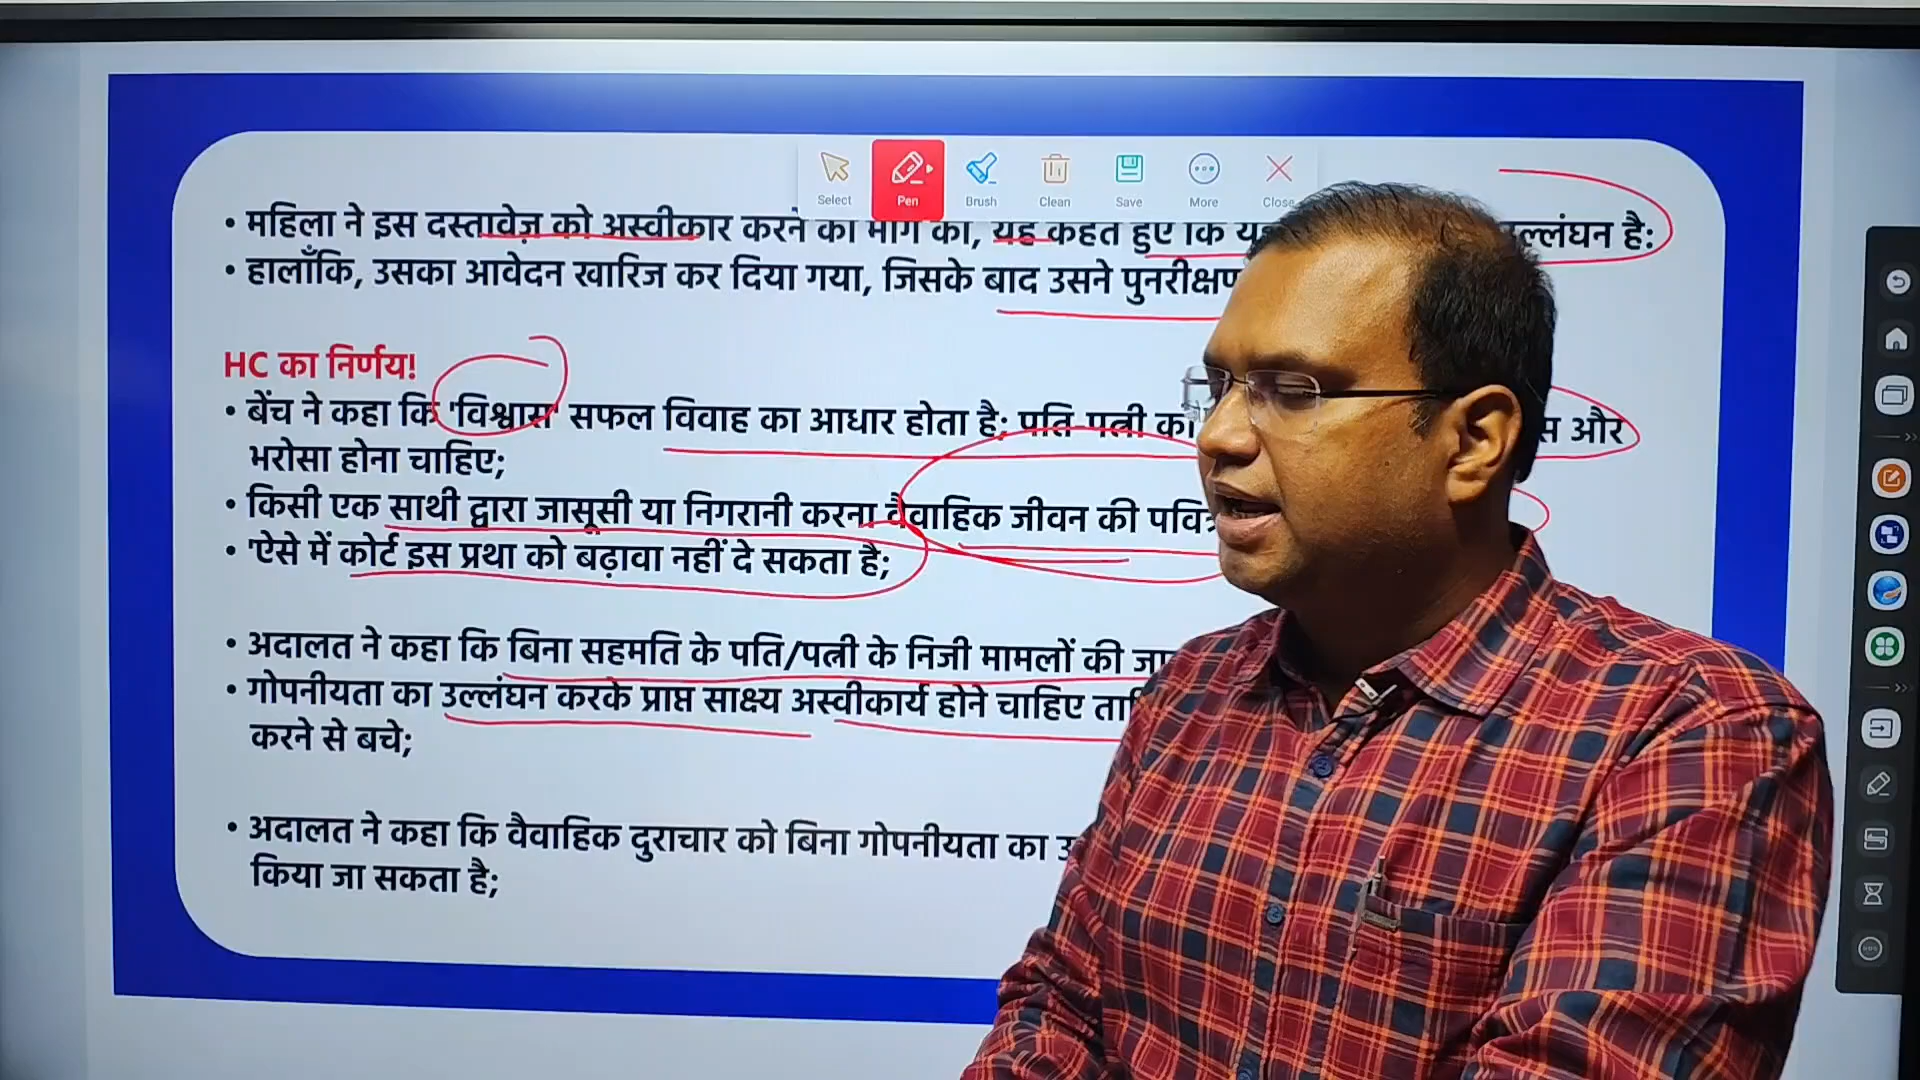 Select Pen Brush Clean Save More Close
• महिला ने इस दस्तावेज़ को अस्वीकार करने की मांग की, यह कहते हुए कि उल्लंघन है:
• हालाँकि, उसका आवेदन खारिज कर दिया गया, जिसके बाद उसने पुनरीक्षण
HC का निर्णय!
• बेंच ने कहा कि 'विश्वास' सफल विवाह का आधार होता है; पति-पत्नी का और
भरोसा होना चाहिए;
• किसी एक साथी द्वारा जासूसी या निगरानी करना वैवाहिक जीवन की
• 'ऐसे में कोर्ट इस प्रथा को बढ़ावा नहीं दे सकता है;
• अदालत ने कहा कि बिना सहमति के पति/पत्नी के निजी मामलों की
• गोपनीयता का उल्लंघन करके प्राप्त साक्ष्य अस्वीकार्य होने चाहिए
करने से बचे;
• अदालत ने कहा कि वैवाहिक दुराचार को बिना गोपनीयता का
किया जा सकता है;